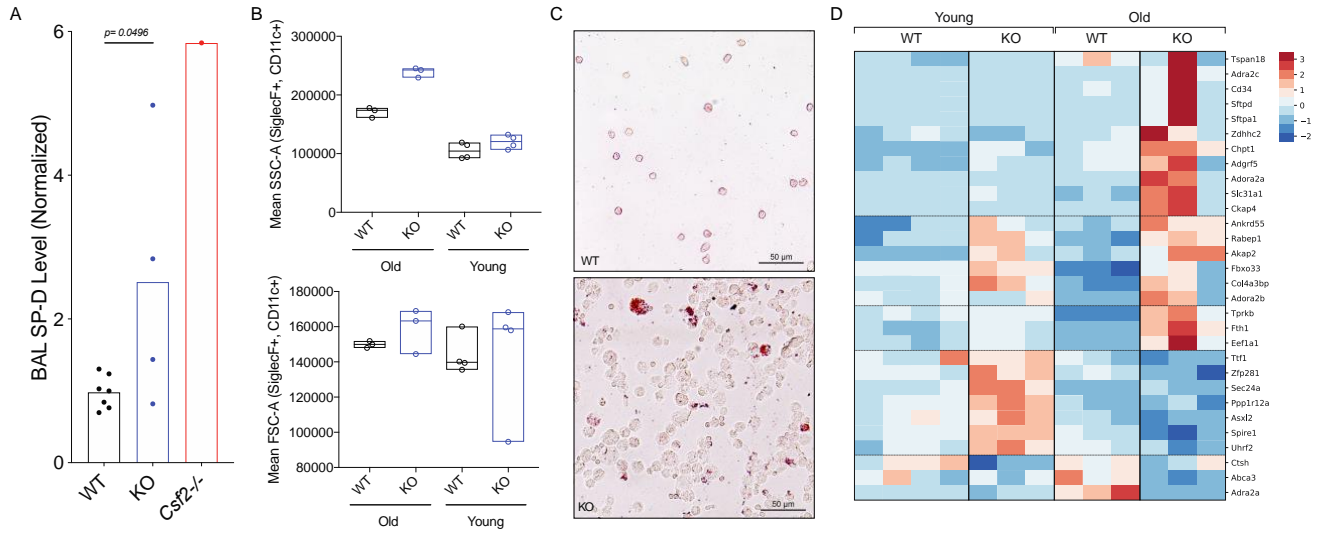 A
BAL SP-D Level (Normalized)
6
4
2
0
p= 0.0496
WT
KO
Csf2-/-
B
Mean SSC-A (SiglecF+, CD11c+)
300000
200000
100000
0
WT
KO
WT
KO
Old
Young
Mean FSC-A (SiglecF+, CD11c+)
180000
160000
140000
120000
100000
80000
WT
KO
WT
KO
Old
Young
C
WT
50 µm
KO
50 µm
D
Young
Old
WT
KO
WT
KO
Tspan18
Adra2c
Cd34
Sftpd
Sftpa1
Zdhhc2
Chpt1
Adgrf5
Adora2a
Slc31a1
Ckap4
Ankrd55
Rabep1
Akap2
Fbxo33
Col4a3bp
Adora2b
Tprkb
Fth1
Eef1a1
Ttf1
Zfp281
Sec24a
Ppp1r12a
Asxl2
Spire1
Uhrf2
Ctsh
Abca3
Adra2a
3
2
1
0
−1
−2